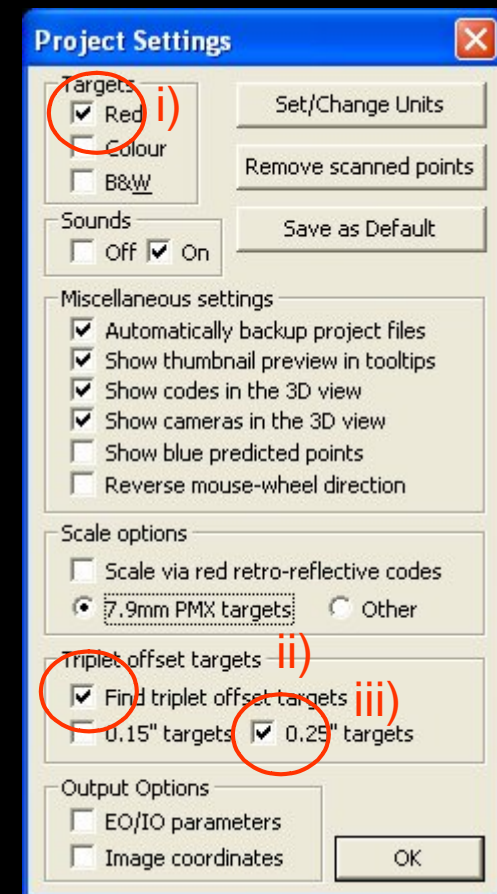 Project Settings
Targets
i)
Red
Colour
B&W
Set/Change Units
Remove scanned points
Save as Default
Sounds
Off On
Miscellaneous settings
Automatically backup project files
Show thumbnail preview in tooltips
Show codes in the 3D view
Show cameras in the 3D view
Show blue predicted points
Reverse mouse-wheel direction
Scale options
Scale via red retro-reflective codes
7.9mm PMX targets Other
Triplet offset targets ii)
Find triplet offset targets iii)
0.15" targets 0.25" targets
Output Options
EO/IO parameters
Image coordinates
OK